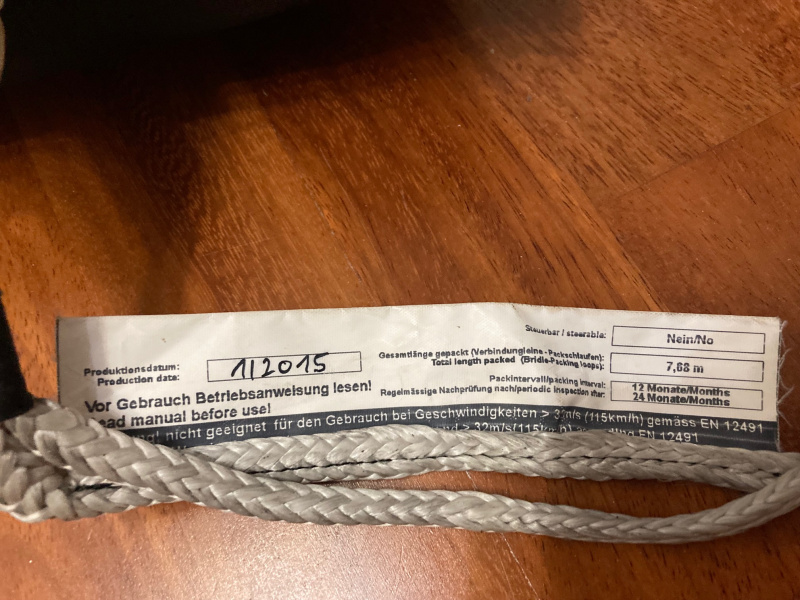 Steuerbar / steerable:
Nein/No
Produktionsdatum:
Production date:
1/2015
Gesamtlänge gepackt (Verbindungleine - Packschlaufen):
Total length packed (Bridle-Packing loops):
7,68 m
Packintervall/packing interval:
12 Monate/Months
Regelmässige Nachprüfung nach/periodic inspection after:
24 Monate/Months
Vor Gebrauch Betriebsanweisung lesen!
manual before use!
nicht geeignet für den Gebrauch bei Geschwindigkeiten > 32m/s (115km/h) gemäss EN 12491
> 32m/s(115km/h) EN 12491